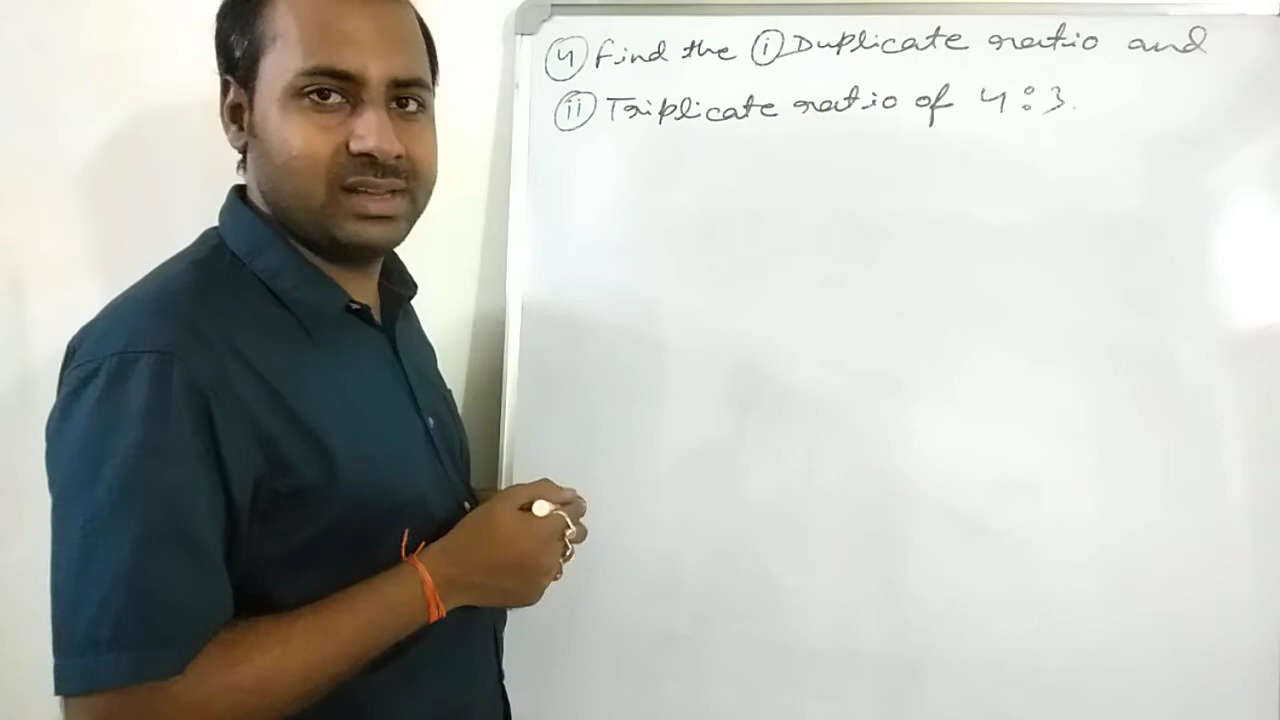 4 Find the i Duplicate ratio and
ii Triplicate ratio of 4:3.